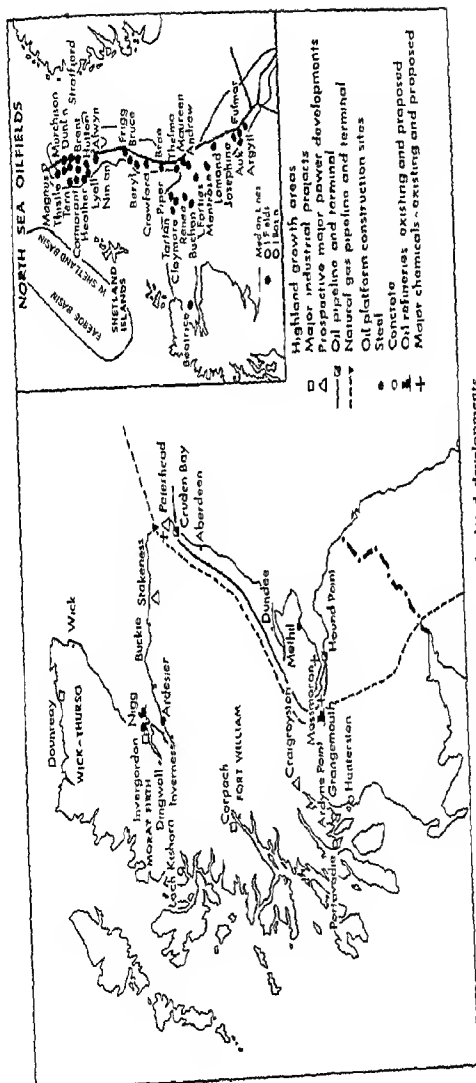 NORTH SEA OILFIELDS
FAEROE BASIN
W. SHETLAND BASIN
SHETLAND
ISLANDS
Magnus
Thistle
Tern
Cormorant
Heather
Lyell
Ninian
Murchison
Dunlin
Statfjord
Brent
Hutton
Alwyn
Frigg
Bruce
Beryl
Crawford
Brae
Piper
Tartan
Claymore
Renee
Buchan
Forties
Montrose
Thelma
Maureen
Andrew
Lomond
Josephine
Fulmar
Auk
Argyll
Beatrice
Highland growth areas
Major industrial projects
Prospective major power developments
Oil pipeline and terminal
Natural gas pipeline and terminal
Oil platform construction sites
Steel
Concrete
Oil refineries existing and proposed
Major chemicals - existing and proposed
Dounreay
WICK-THURSO
Wick
Invergordon
Nigg
MORAY FIRTH
Dingwall
Loch Kishorn
Inverness
Ardesier
Buckie
Stakeness
Peterhead
Cruden Bay
Aberdeen
Corpach
FORT WILLIAM
Dundee
Methil
Craigroyston
Mossmorran
Hound Point
Ardyne Point
Grangemouth
Hunterston
Portavadie
developments